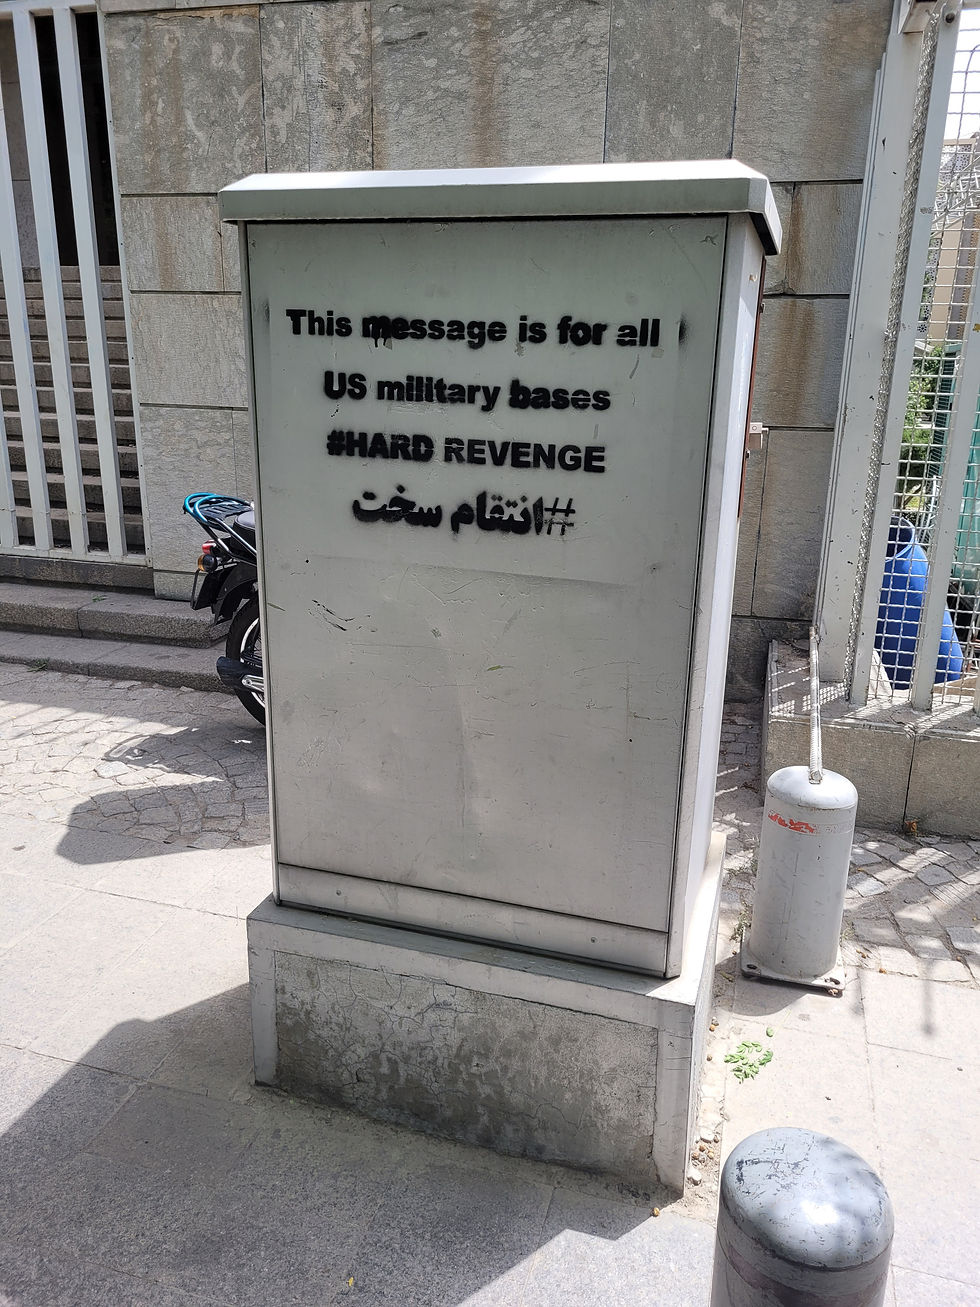 This message is for all
US military bases
#HARD REVENGE
#انتقام سخت